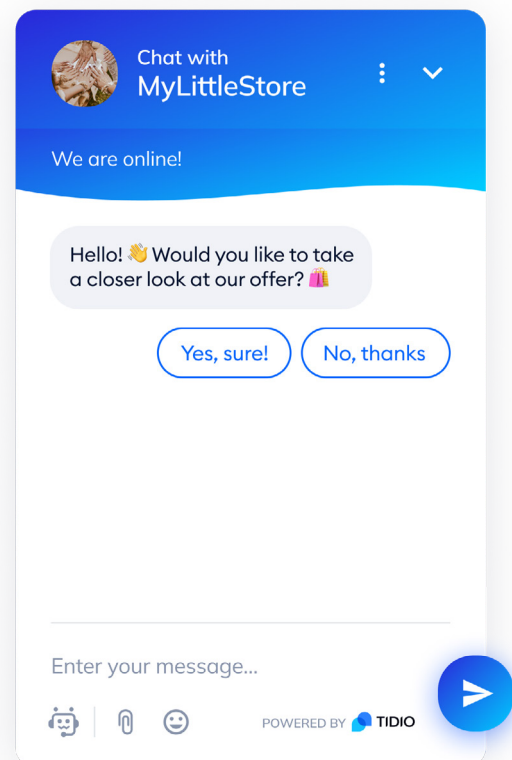 Chat with
MyLittleStore
We are online!
Hello! 👋 Would you like to take
a closer look at our offer? 🛍️
Yes, sure! No, thanks
Enter your message...
POWERED BY TIDIO